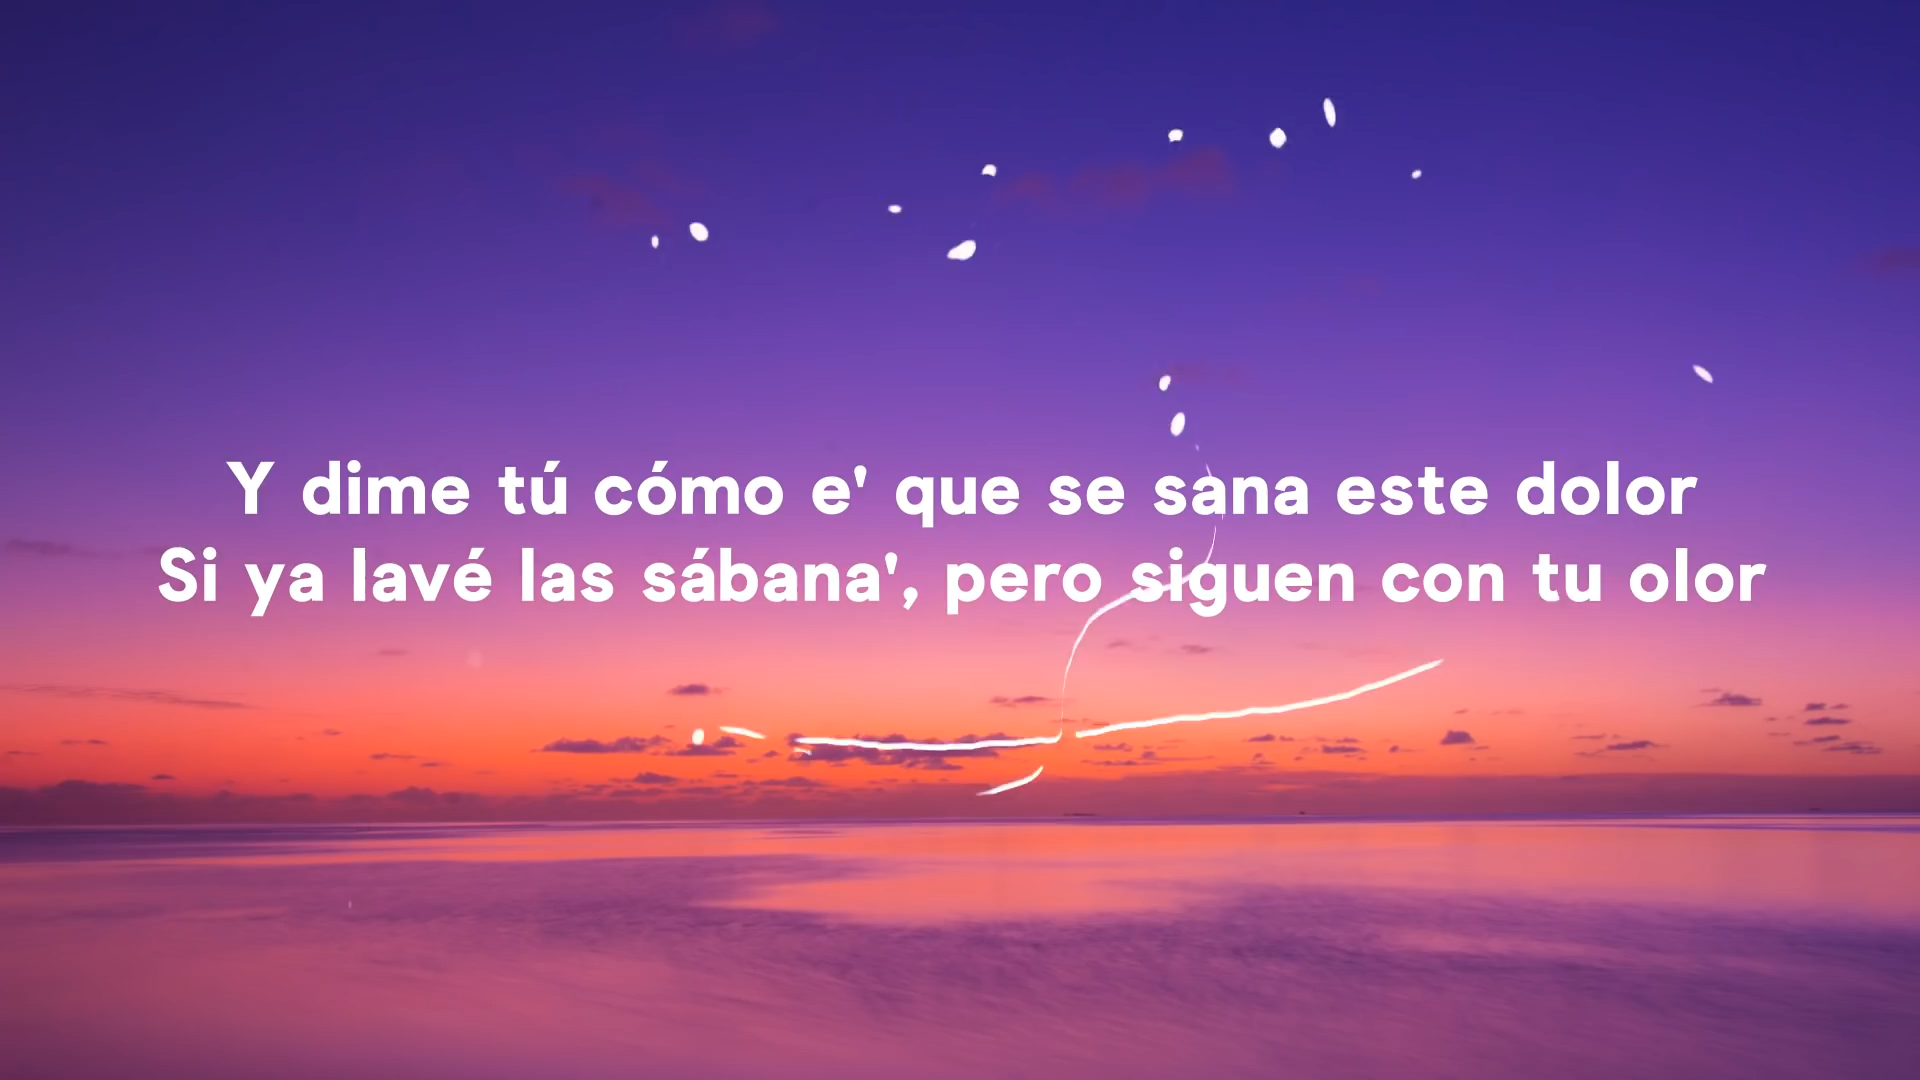 Y dime tú cómo e' que se sana este dolor
Si ya lavé las sábana', pero siguen con tu olor